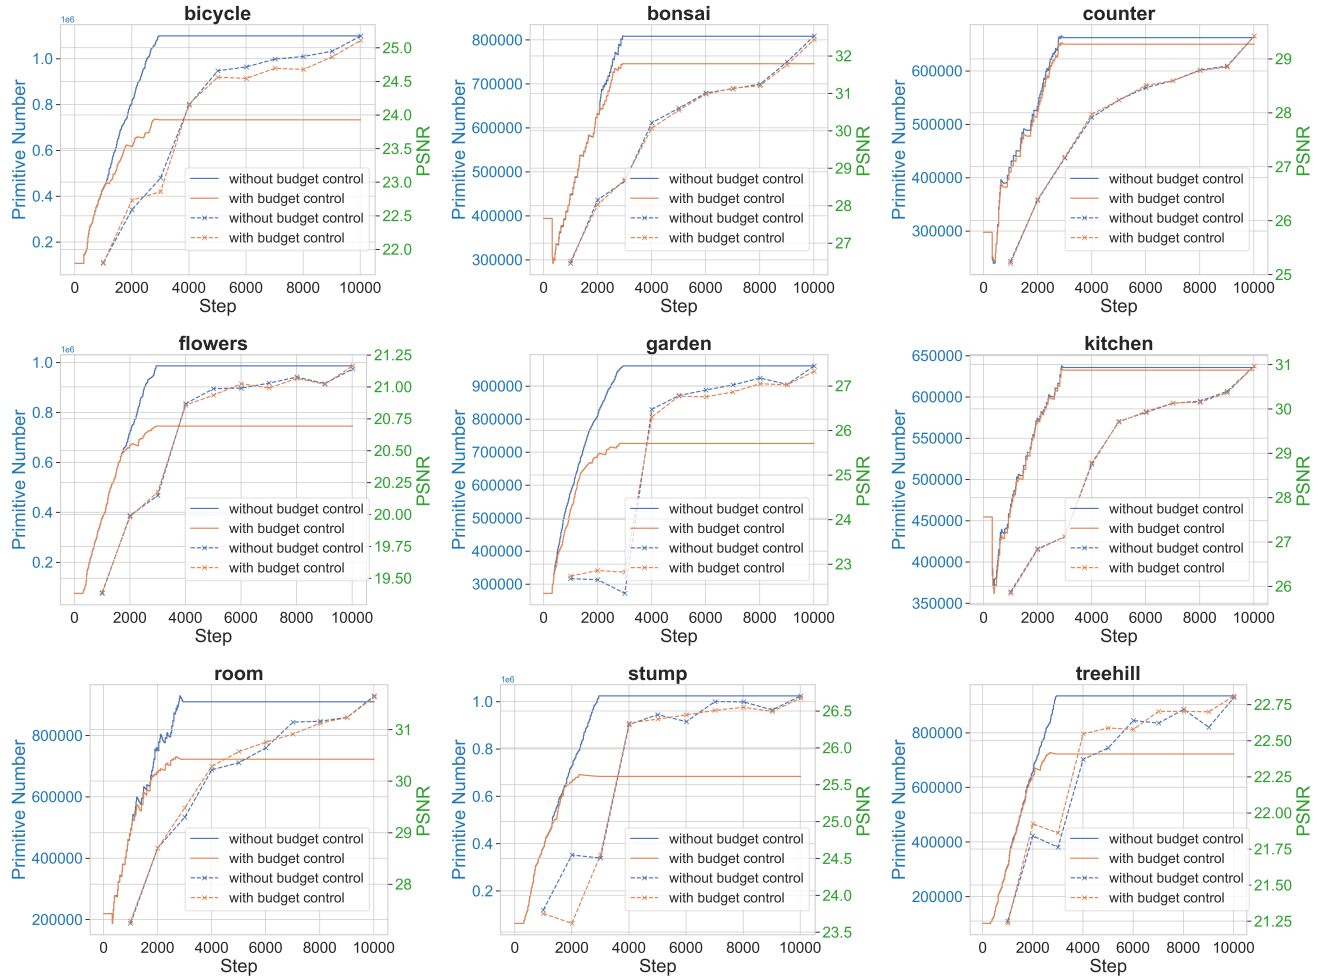 bicycle
1e6
Primitive Number
1.0
0.8
0.6
0.4
0.2
25.0
24.5
24.0
23.5
23.0
22.5
22.0
PSNR
without budget control
with budget control
without budget control
with budget control
0 2000 4000 6000 8000 10000
Step
bonsai
Primitive Number
800000
700000
600000
500000
400000
300000
32
31
30
29
28
27
PSNR
without budget control
with budget control
without budget control
with budget control
0 2000 4000 6000 8000 10000
Step
counter
Primitive Number
600000
500000
400000
300000
29
28
27
26
25
PSNR
without budget control
with budget control
without budget control
with budget control
0 2000 4000 6000 8000 10000
Step
flowers
1e6
Primitive Number
1.0
0.8
0.6
0.4
0.2
21.25
21.00
20.75
20.50
20.25
20.00
19.75
19.50
PSNR
without budget control
with budget control
without budget control
with budget control
0 2000 4000 6000 8000 10000
Step
garden
Primitive Number
900000
800000
700000
600000
500000
400000
300000
27
26
25
24
23
PSNR
without budget control
with budget control
without budget control
with budget control
0 2000 4000 6000 8000 10000
Step
kitchen
Primitive Number
650000
600000
550000
500000
450000
400000
350000
31
30
29
28
27
26
PSNR
without budget control
with budget control
without budget control
with budget control
0 2000 4000 6000 8000 10000
Step
room
Primitive Number
800000
600000
400000
200000
31
30
29
28
PSNR
without budget control
with budget control
without budget control
with budget control
0 2000 4000 6000 8000 10000
Step
stump
1e6
Primitive Number
1.0
0.8
0.6
0.4
0.2
26.5
26.0
25.5
25.0
24.5
24.0
23.5
PSNR
without budget control
with budget control
without budget control
with budget control
0 2000 4000 6000 8000 10000
Step
treehill
Primitive Number
800000
600000
400000
200000
22.75
22.50
22.25
22.00
21.75
21.50
21.25
PSNR
without budget control
with budget control
without budget control
with budget control
0 2000 4000 6000 8000 10000
Step